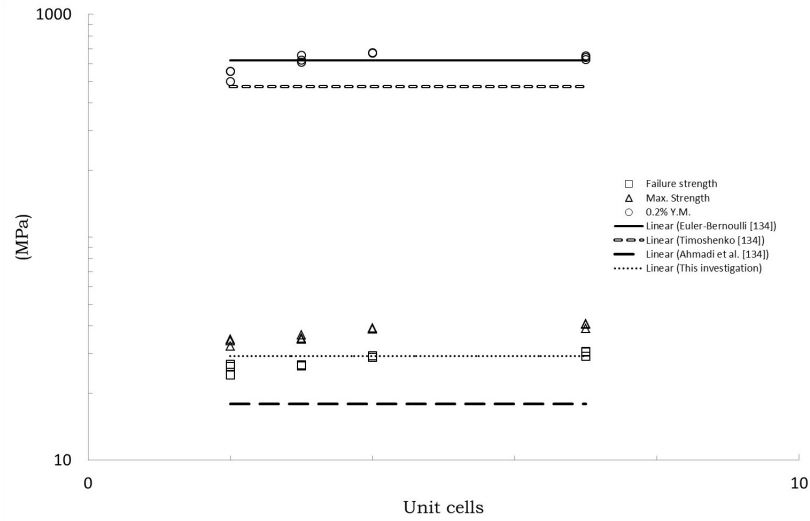 1000
(MPa)
Failure strength
Max. Strength
0.2% Y.M.
Linear (Euler-Bernoulli [134])
Linear (Timoshenko [134])
Linear (Ahmadi et al. [134])
Linear (This investigation)
10
0
10
Unit cells